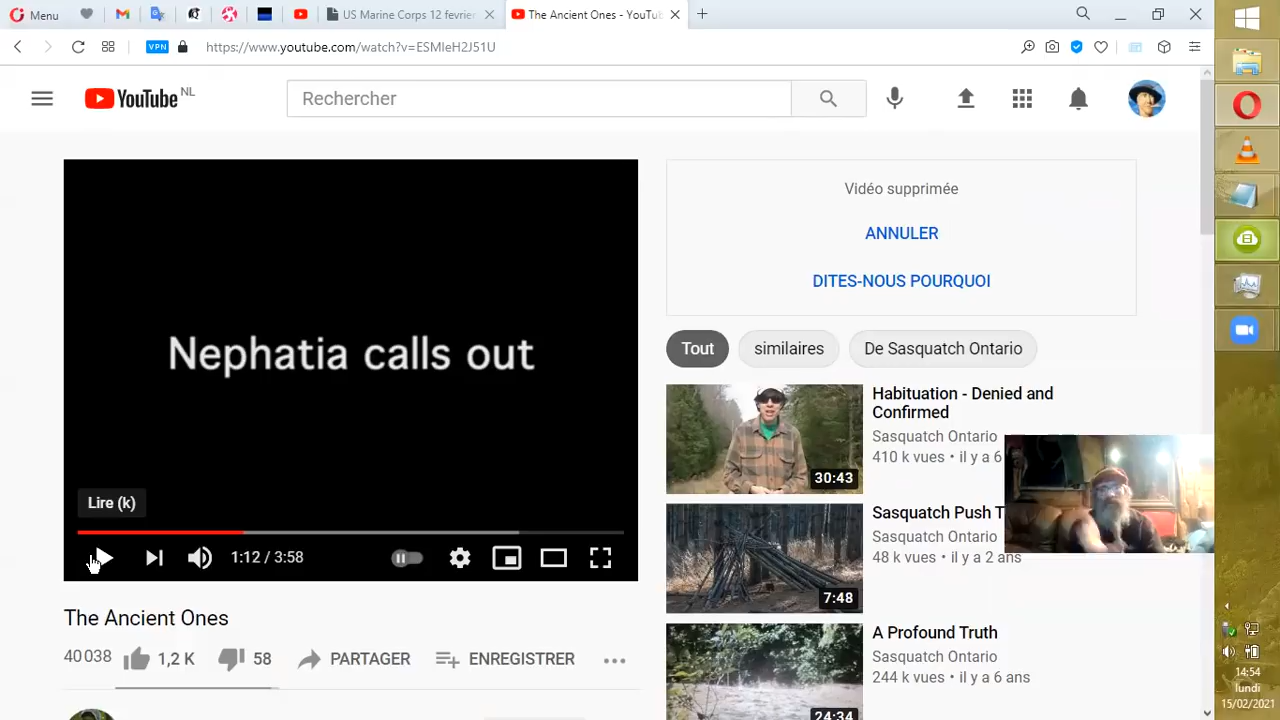 Menu
US Marine Corps 12 fevrier
The Ancient Ones - YouTub
VPN
https://www.youtube.com/watch?v=ESMIeH2J51U
YouTube NL
Rechercher
Nephatia calls out
Lire (k)
1:12 / 3:58
The Ancient Ones
40 038
1,2 K
58
PARTAGER
ENREGISTRER
Vidéo supprimée
ANNULER
DITES-NOUS POURQUOI
Tout
similaires
De Sasquatch Ontario
30:43
Habituation - Denied and
Confirmed
Sasquatch Ontario
410 k vues • il y a 6
7:48
Sasquatch Push T
Sasquatch Ontario
48 k vues • il y a 2 ans
24:34
A Profound Truth
Sasquatch Ontario
244 k vues • il y a 6 ans
14:54
lundi
15/02/2021